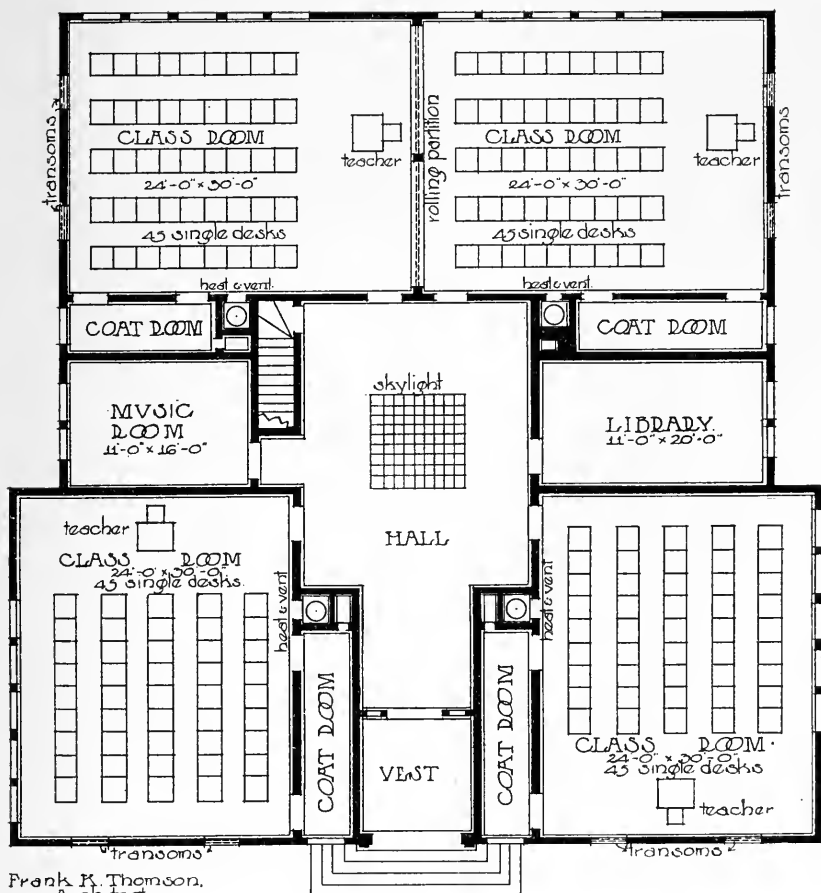 transoms
CLASS ROOM
24'-0" x 30'-0"
45 single desks
teacher
heat & vent.
rolling partition
CLASS ROOM
24'-0" x 30'-0"
45 single desks
teacher
heat & vent.
transoms
COAT ROOM
COAT ROOM
MVSIC
ROOM
11'-0" x 16'-0"
skylight
LIBRARY.
11'-0" x 20'-0"
HALL
teacher
CLASS ROOM
24'-0" x 30'-0"
45 single desks.
heat & vent
COAT ROOM
VEST
COAT ROOM
heat & vent
CLASS ROOM.
24'-0" x 30'-0"
45 single desks
teacher
transoms
transoms
Frank K. Thomson,
Architect